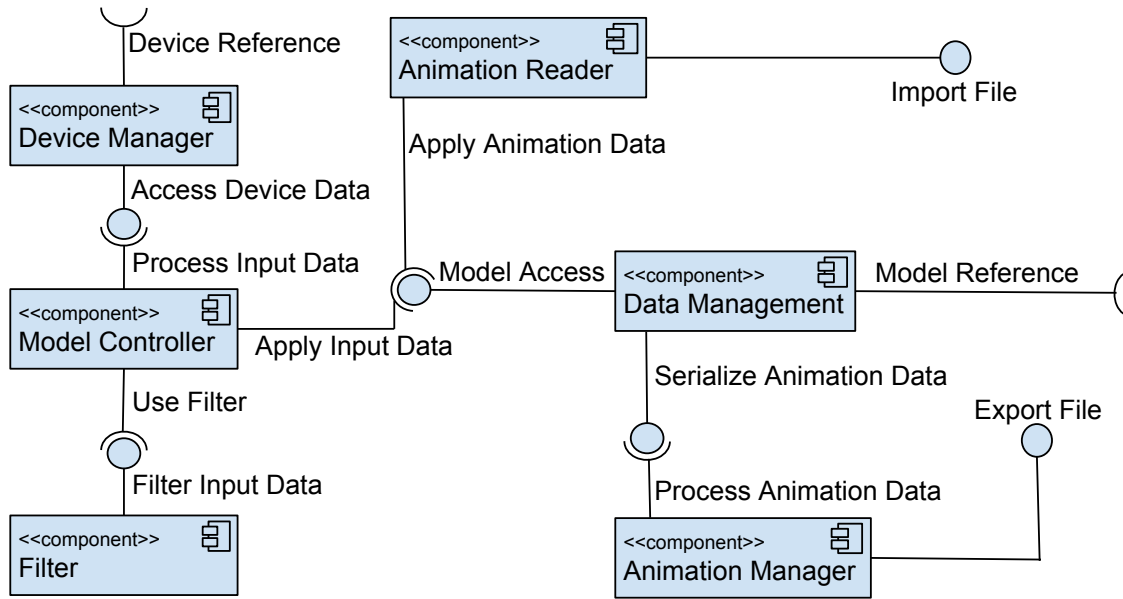 Device Reference
<<component>>
Animation Reader
Import File
<<component>>
Device Manager
Apply Animation Data
Access Device Data
Process Input Data
Model Access
<<component>>
Data Management
Model Reference
<<component>>
Model Controller
Apply Input Data
Serialize Animation Data
Use Filter
Export File
Filter Input Data
Process Animation Data
<<component>>
Filter
<<component>>
Animation Manager